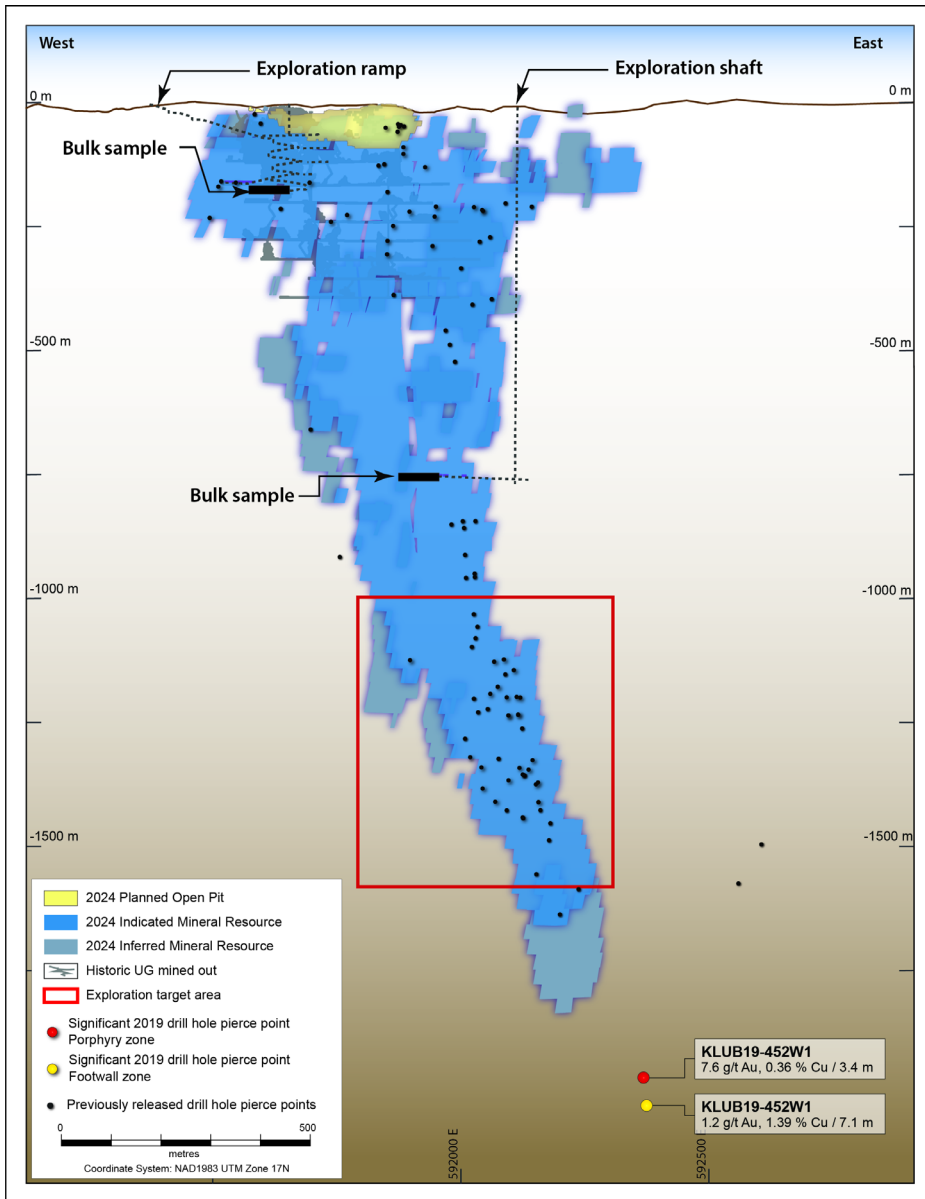 West
East
Exploration ramp
Exploration shaft
0 m
0 m
Bulk sample
-500 m
-500 m
Bulk sample
-1000 m
-1000 m
-1500 m
-1500 m
2024 Planned Open Pit
2024 Indicated Mineral Resource
2024 Inferred Mineral Resource
Historic UG mined out
Exploration target area
Significant 2019 drill hole pierce point
Porphyry zone
Significant 2019 drill hole pierce point
Footwall zone
Previously released drill hole pierce points
0
500
metres
Coordinate System: NAD1983 UTM Zone 17N
KLUB19-452W1
7.6 g/t Au, 0.36 % Cu / 3.4 m
KLUB19-452W1
1.2 g/t Au, 1.39 % Cu / 7.1 m
592000 E
592500 E